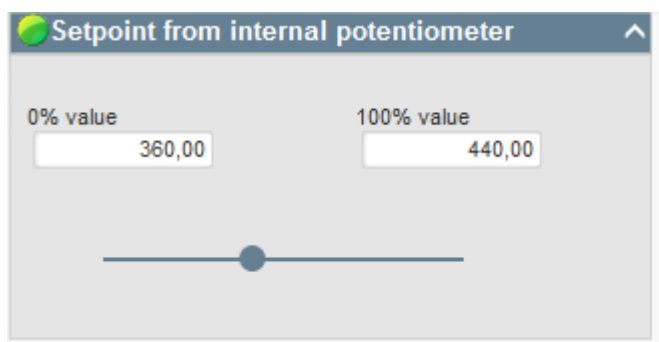 Setpoint from internal potentiometer
0% value 100% value
360,00 440,00